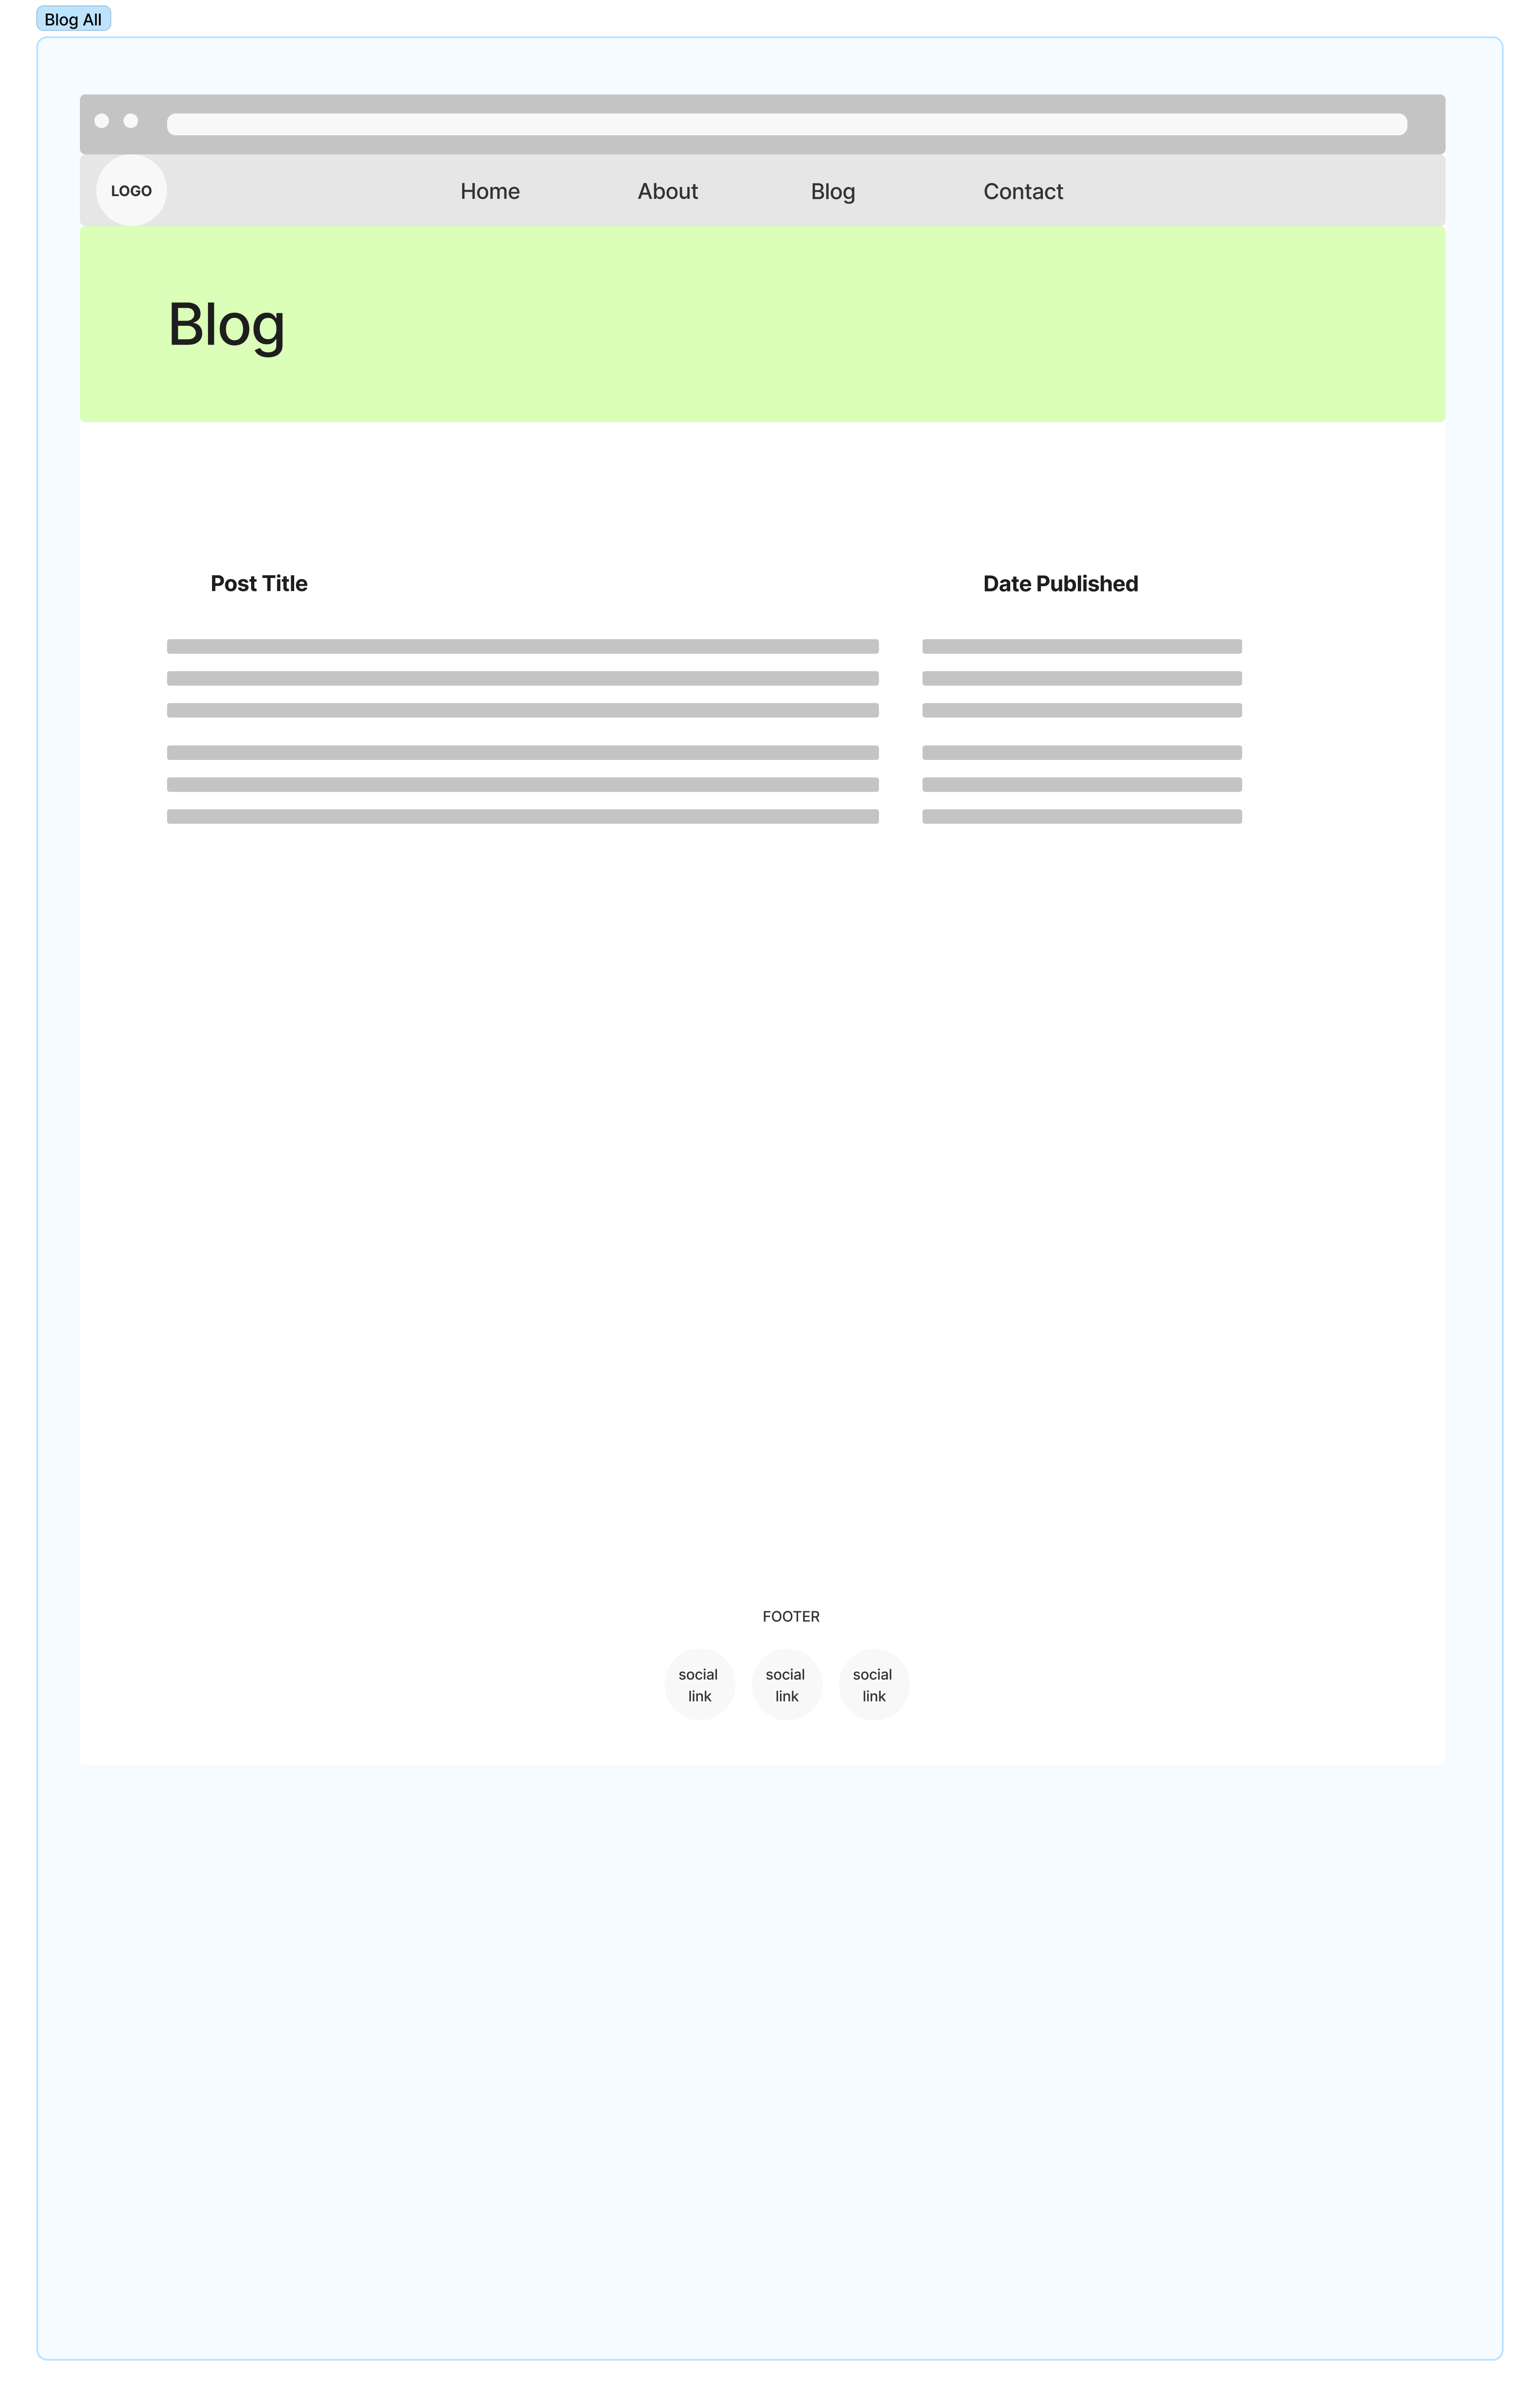 Blog All
LOGO
Home About Blog Contact
Blog
Post Title Date Published
FOOTER
social social social
link link link